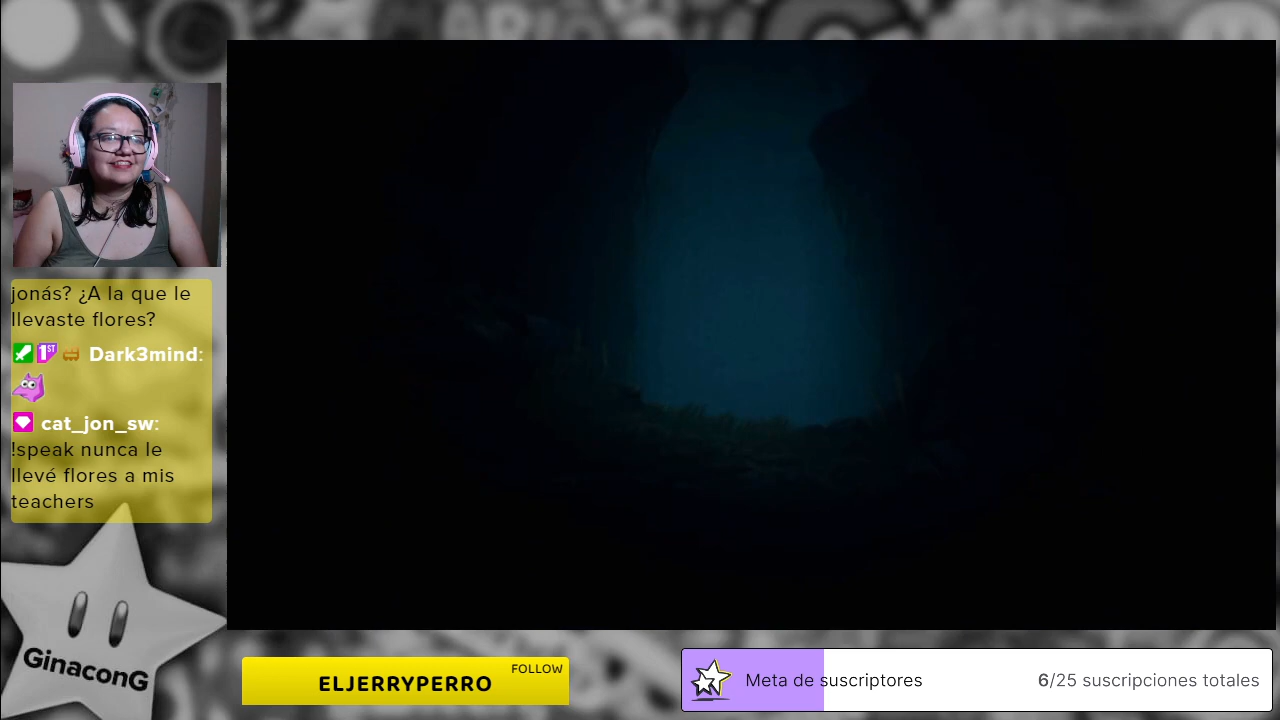 jonás? ¿A la que le
llevaste flores?
Dark3mind:
cat_jon_sw:
!speak nunca le
llevé flores a mis
teachers
GinaconG
FOLLOW
ELJERRYPERRO
Meta de suscriptores
6/25 suscripciones totales